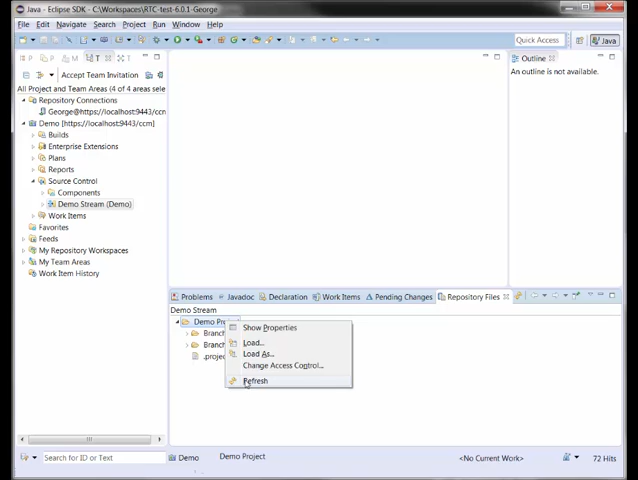 Java - Eclipse SDK - C:\Workspaces\RTC-test-6.0.1-George
File Edit Navigate Search Project Run Window Help
Quick Access
Java
Accept Team Invitation
All Project and Team Areas (4 of 4 areas sele
Repository Connections
George@https://localhost:9443/ccm
Demo [https://localhost:9443/ccm]
Builds
Enterprise Extensions
Plans
Reports
Source Control
Components
Demo Stream (Demo)
Work Items
Favorites
Feeds
My Repository Workspaces
My Team Areas
Work Item History
Outline
An outline is not available.
Problems Javadoc Declaration Work Items Pending Changes Repository Files
Demo Stream
Demo Pro
Branch
Branch
.projec
Show Properties
Load...
Load As...
Change Access Control...
Refresh
Search for ID or Text
Demo
Demo Project
<No Current Work>
72 Hits